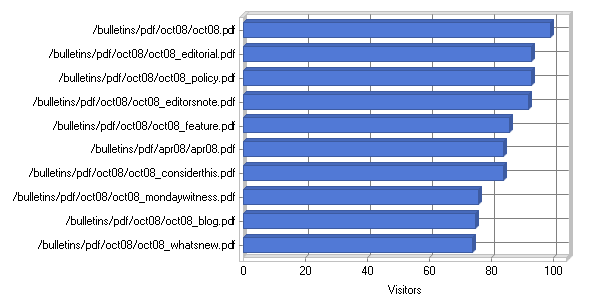 /bulletins/pdf/oct08/oct08.pdf
/bulletins/pdf/oct08/oct08_editorial.pdf
/bulletins/pdf/oct08/oct08_policy.pdf
/bulletins/pdf/oct08/oct08_editorsnote.pdf
/bulletins/pdf/oct08/oct08_feature.pdf
/bulletins/pdf/apr08/apr08.pdf
/bulletins/pdf/oct08/oct08_considerthis.pdf
/bulletins/pdf/oct08/oct08_mondaywitness.pdf
/bulletins/pdf/oct08/oct08_blog.pdf
/bulletins/pdf/oct08/oct08_whatsnew.pdf
0 20 40 60 80 100
Visitors